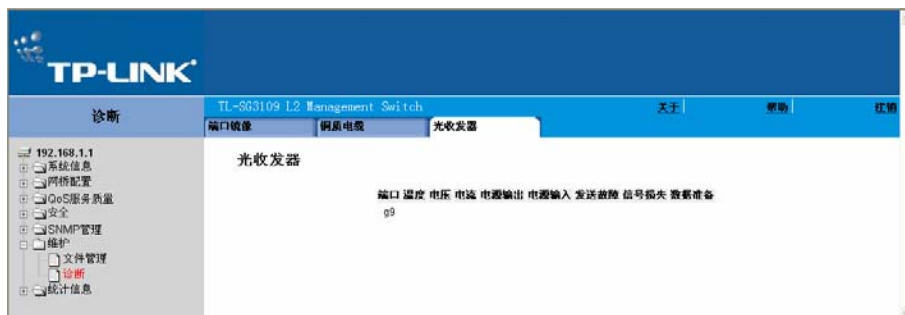 TP-LINK
诊断
TL-SG3109 L2 Management Switch
关于
帮助
注销
端口镜像
铜质电缆
光收发器
192.168.1.1
系统信息
网桥配置
QoS服务质量
安全
SNMP管理
维护
文件管理
诊断
统计信息
光收发器
端口 温度 电压 电流 电源输出 电源输入 发送故障 信号损失 数据准备
g9